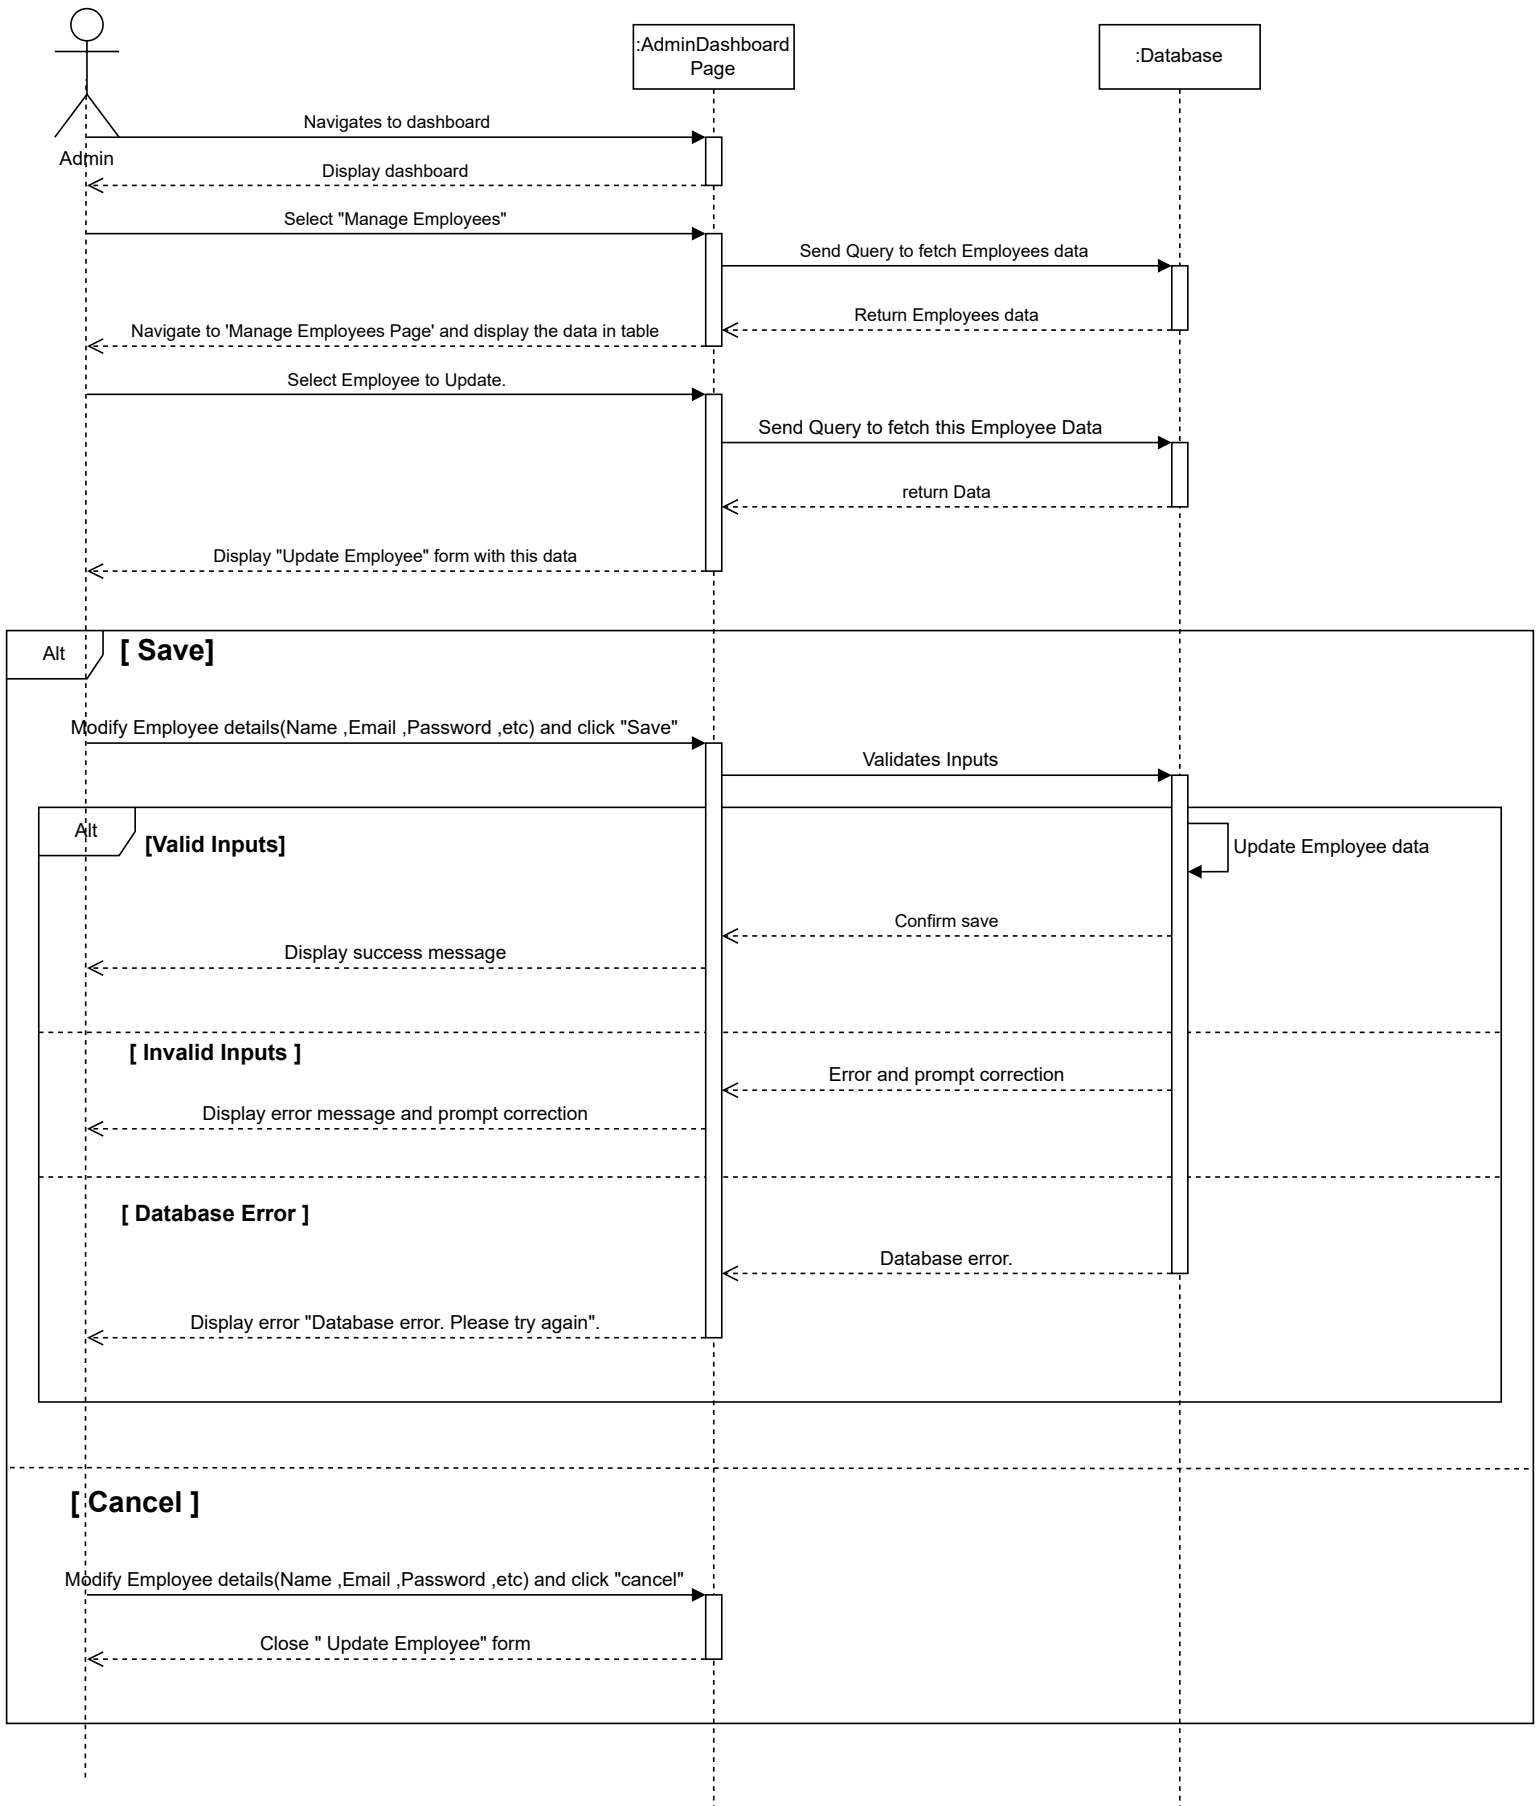 :AdminDashboard
Page
:Database
Navigates to dashboard
Admin
Display dashboard
Select "Manage Employees"
Send Query to fetch Employees data
Return Employees data
Navigate to 'Manage Employees Page' and display the data in table
Select Employee to Update.
Send Query to fetch this Employee Data
return Data
Display "Update Employee" form with this data
Alt
[ Save]
Modify Employee details(Name ,Email ,Password ,etc) and click "Save"
Validates Inputs
Alt
[Valid Inputs]
Update Employee data
Confirm save
Display success message
[ Invalid Inputs ]
Error and prompt correction
Display error message and prompt correction
[ Database Error ]
Database error.
Display error "Database error. Please try again".
[ Cancel ]
Modify Employee details(Name ,Email ,Password ,etc) and click "cancel"
Close " Update Employee" form